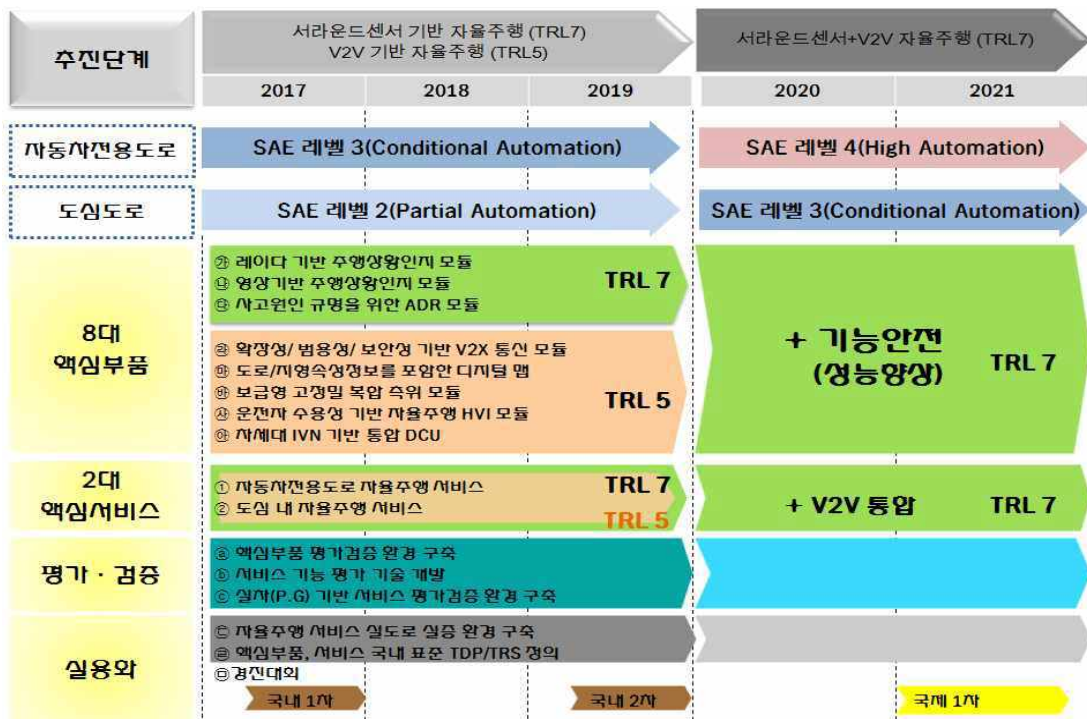 추진단계
서라운드센서 기반 자율주행 (TRL7)
V2V 기반 자율주행 (TRL5)
서라운드센서+V2V 자율주행 (TRL7)
2017
2018
2019
2020
2021
자동차전용도로
SAE 레벨 3(Conditional Automation)
SAE 레벨 4(High Automation)
도심도로
SAE 레벨 2(Partial Automation)
SAE 레벨 3(Conditional Automation)
8대
핵심부품
㉮ 레이다 기반 주행상황인지 모듈
㉯ 영상기반 주행상황인지 모듈
㉰ 사고원인 규명을 위한 ADR 모듈
TRL 7
㉱ 확장성/ 범용성/ 보안성 기반 V2X 통신 모듈
㉲ 도로/지형속성정보를 포함한 디지털 맵
㉳ 보급형 고정밀 복합 측위 모듈
㉴ 운전자 수용성 기반 자율주행 HVI 모듈
㉵ 차세대 IVN 기반 통합 DCU
TRL 5
+ 기능안전
(성능향상)
TRL 7
2대
핵심서비스
① 자동차전용도로 자율주행 서비스
② 도심 내 자율주행 서비스
TRL 7
TRL 5
+ V2V 통합
TRL 7
평가 · 검증
ⓐ 핵심부품 평가검증 환경 구축
ⓑ 서비스 기능 평가 기술 개발
ⓒ 실차(P.G) 기반 서비스 평가검증 환경 구축
실용화
㉢ 자율주행 서비스 실도로 실증 환경 구축
㉣ 핵심부품, 서비스 국내 표준 TDP/TRS 정의
㉤경진대회
국내 1차
국내 2차
국제 1차